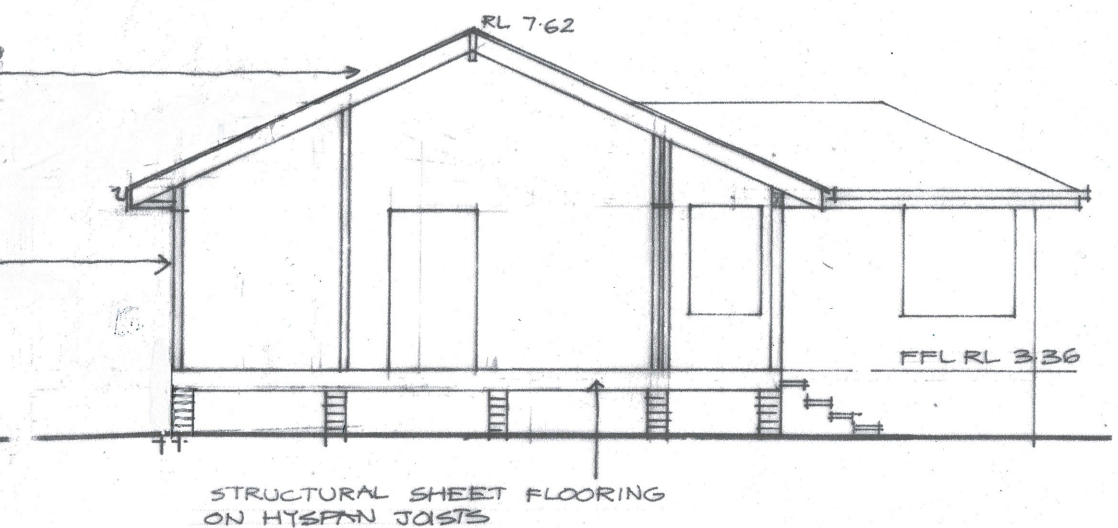 RL 7.62
FFL RL 3.36
STRUCTURAL SHEET FLOORING
ON HYSPAN JOISTS